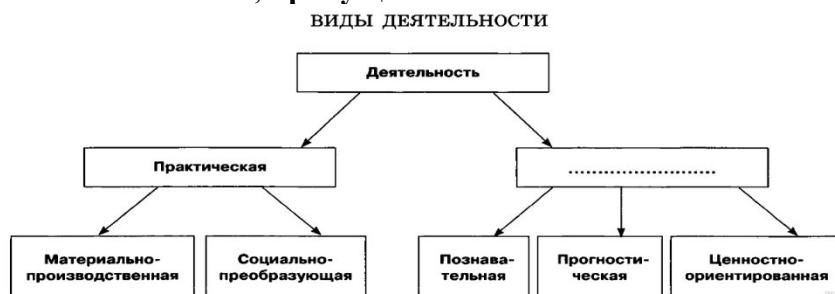 ВИДЫ ДЕЯТЕЛЬНОСТИ
Деятельность
Практическая
............................
Материально-
производственная
Социально-
преобразующая
Познава-
тельная
Прогности-
ческая
Ценностно-
ориентированная